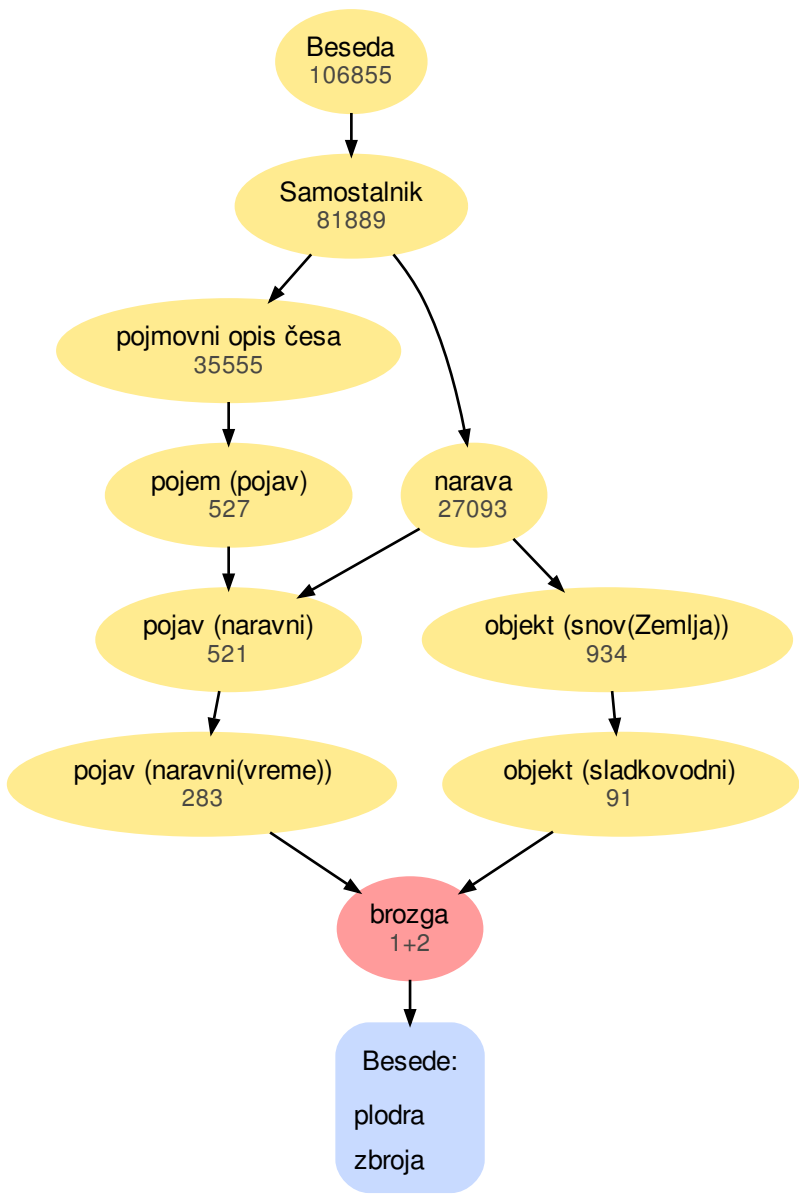 Beseda
106855
Samostalnik
81889
pojmovni opis česa
35555
pojem (pojav)
527
narava
27093
pojav (naravni)
521
objekt (snov(Zemlja))
934
pojav (naravni(vreme))
283
objekt (sladkovodni)
91
brozga
1+2
Besede:
plodra
zbroja